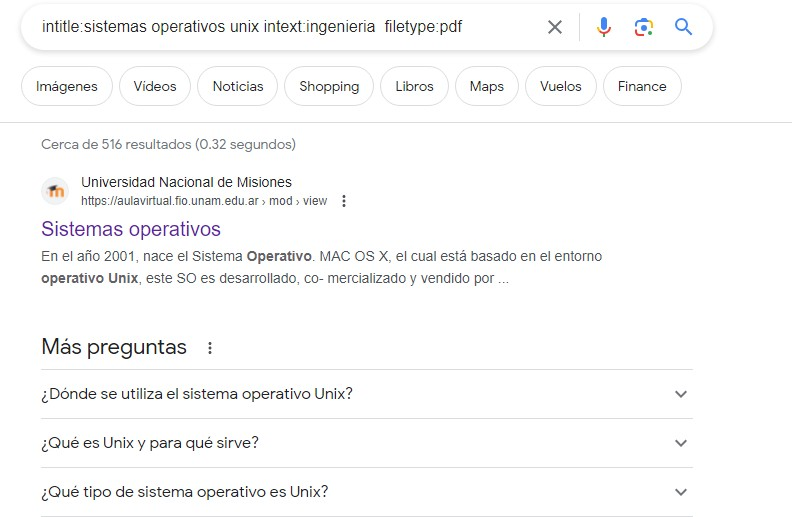 intitle:sistemas operativos unix intext:ingenieria  filetype:pdf
Imágenes Vídeos Noticias Shopping Libros Maps Vuelos Finance
Cerca de 516 resultados (0.32 segundos)
Universidad Nacional de Misiones
https://aulavirtual.fio.unam.edu.ar › mod › view
Sistemas operativos
En el año 2001, nace el Sistema Operativo. MAC OS X, el cual está basado en el entorno
operativo Unix, este SO es desarrollado, co- mercializado y vendido por ...
Más preguntas
¿Dónde se utiliza el sistema operativo Unix?
¿Qué es Unix y para qué sirve?
¿Qué tipo de sistema operativo es Unix?